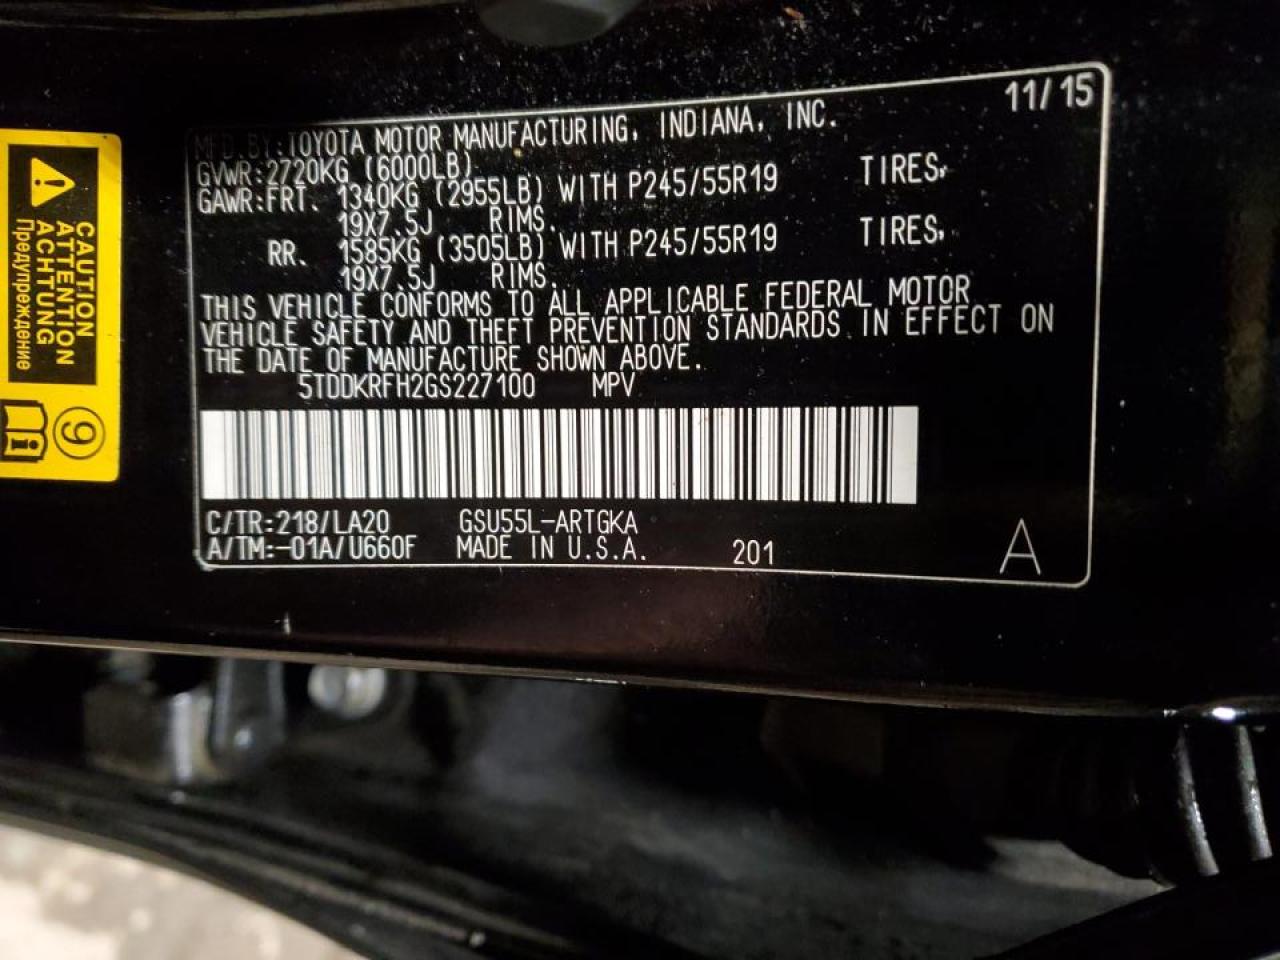 11/15
MFD.BY:TOYOTA MOTOR MANUFACTURING, INDIANA, INC.
GVWR:2720KG (6000LB)
GAWR:FRT. 1340KG (2955LB) WITH P245/55R19 TIRES,
19X7.5J RIMS.
RR. 1585KG (3505LB) WITH P245/55R19 TIRES,
19X7.5J RIMS.
THIS VEHICLE CONFORMS TO ALL APPLICABLE FEDERAL MOTOR
VEHICLE SAFETY AND THEFT PREVENTION STANDARDS IN EFFECT ON
THE DATE OF MANUFACTURE SHOWN ABOVE.
5TDDKRFH2GS227100 MPV
C/TR:218/LA20 GSU55L-ARTGKA
A/TM:-01A/U660F MADE IN U.S.A. 201 A
CAUTION
ATTENTION
ACHTUNG
Предупреждение
9